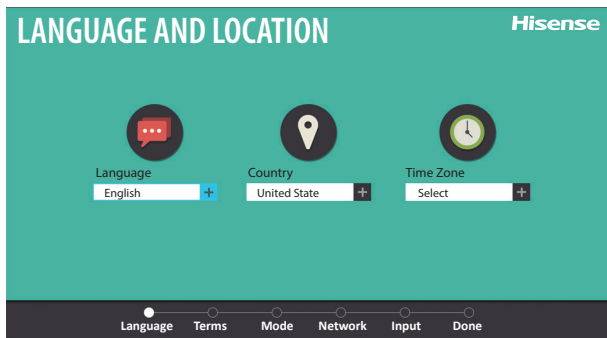 LANGUAGE AND LOCATION
Hisense
Language Country Time Zone
English + United State + Select +
Language Terms Mode Network Input Done